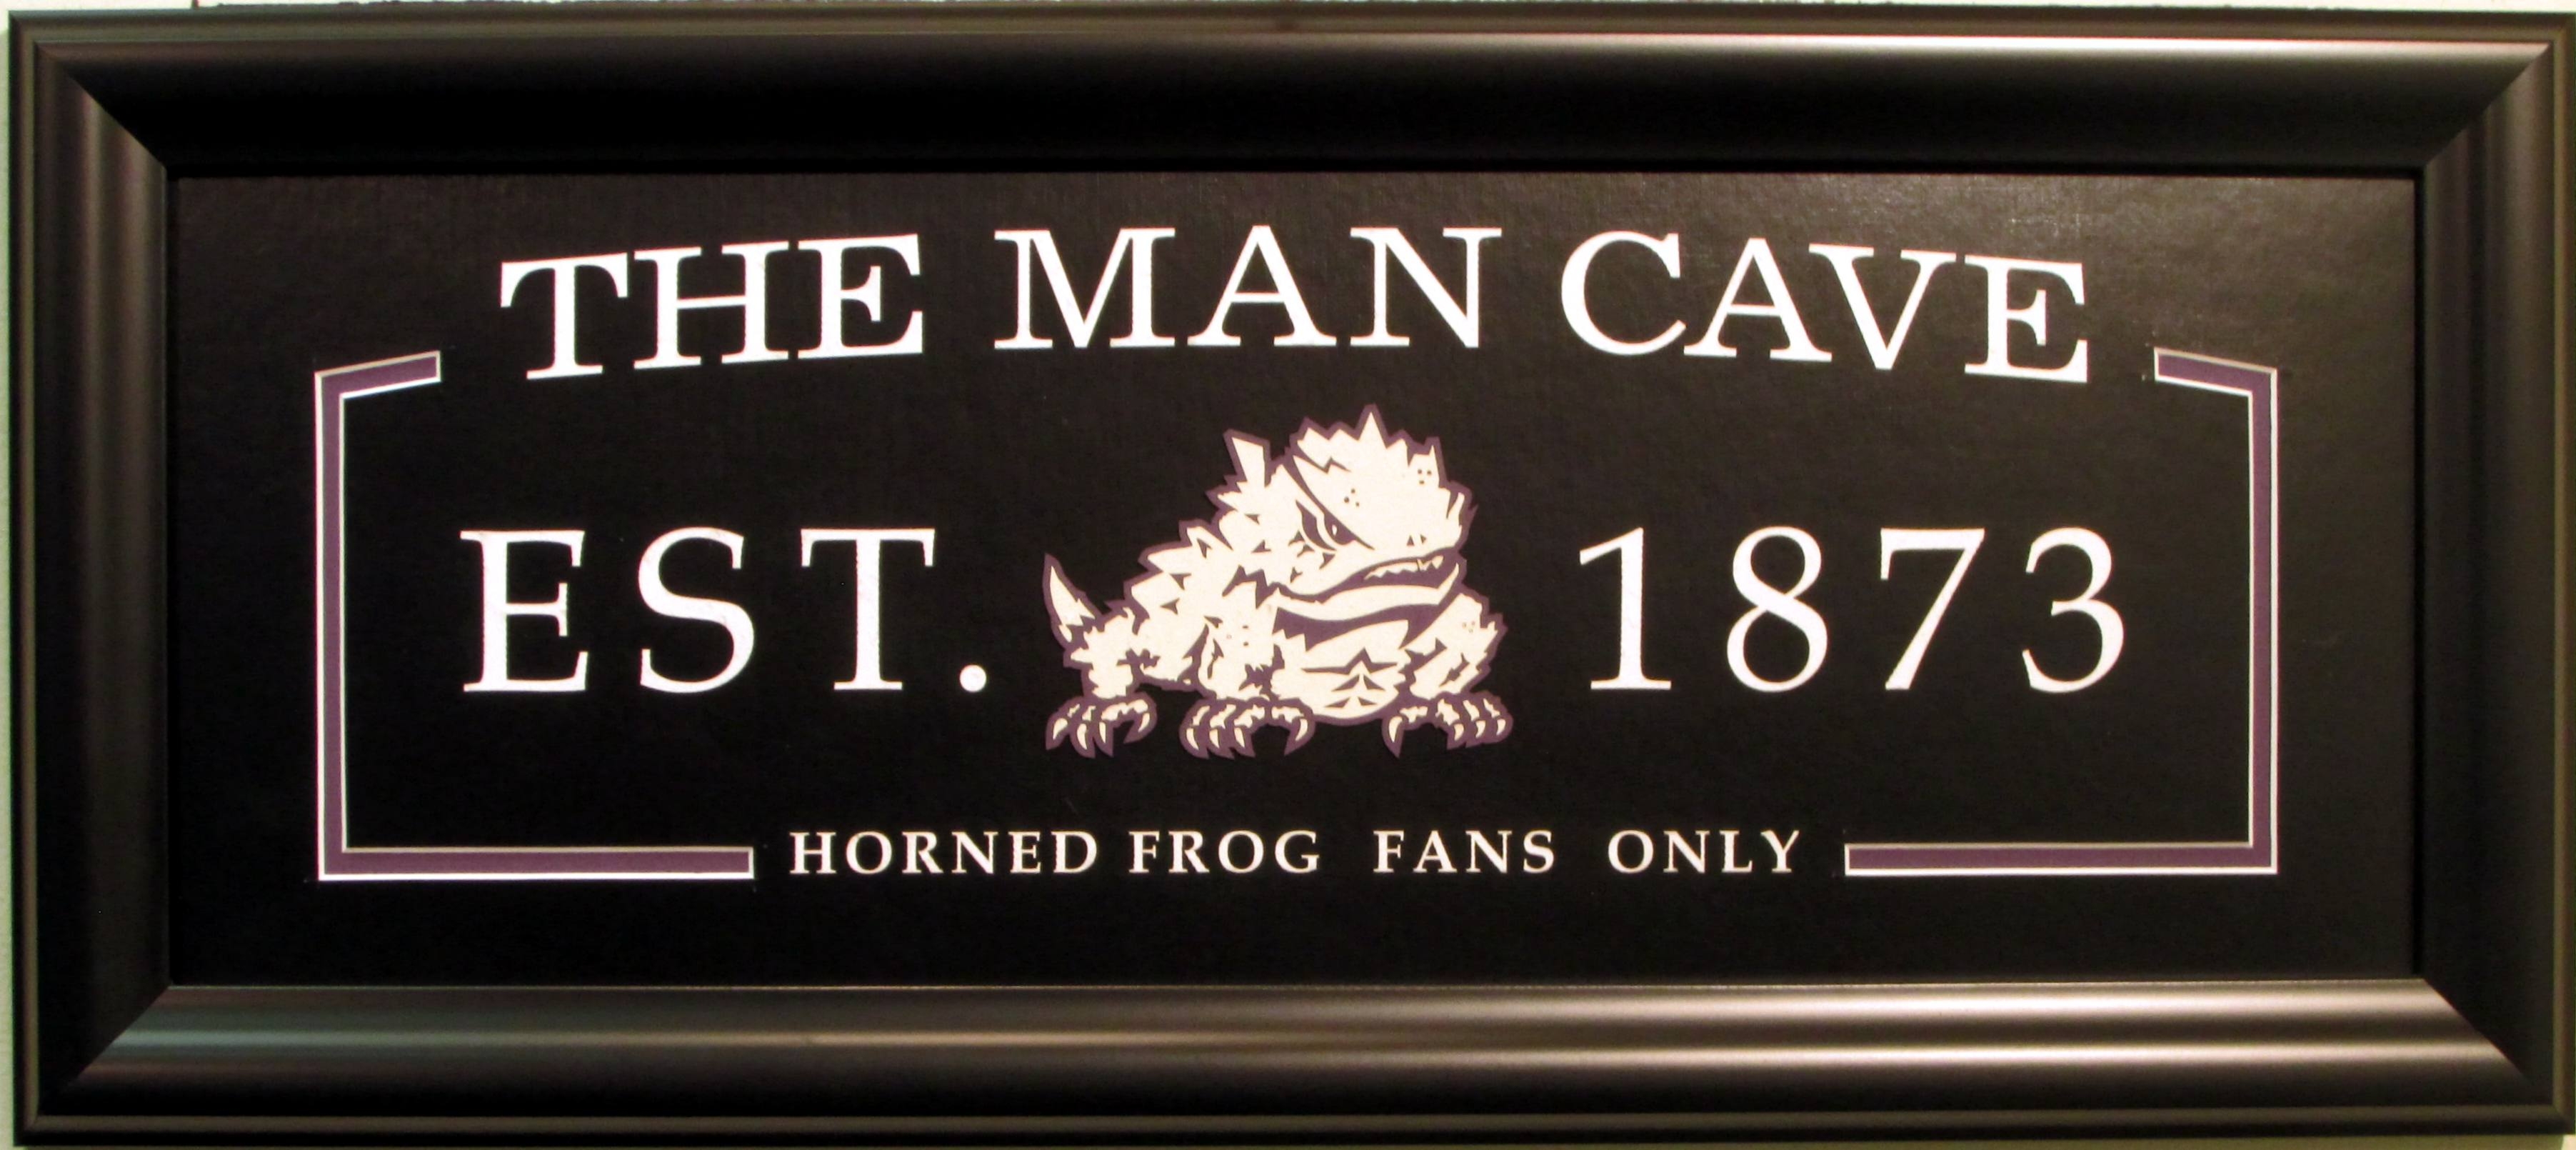 THE MAN CAVE
EST. 1873
HORNED FROG FANS ONLY